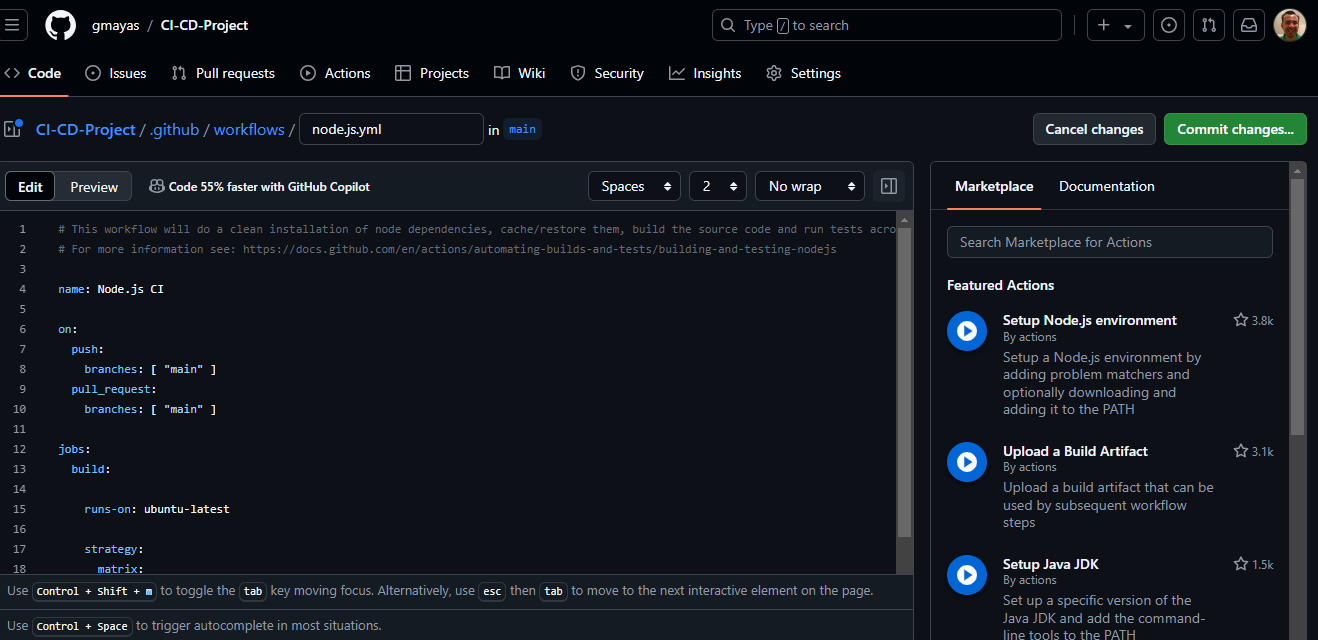 gmayas / CI-CD-Project
Type / to search
Code
Issues
Pull requests
Actions
Projects
Wiki
Security
Insights
Settings
CI-CD-Project / .github / workflows / node.js.yml in main
Cancel changes
Commit changes...
Edit
Preview
Code 55% faster with GitHub Copilot
Spaces
2
No wrap
1 # This workflow will do a clean installation of node dependencies, cache/restore them, build the source code and run tests acro
2 # For more information see: https://docs.github.com/en/actions/automating-builds-and-tests/building-and-testing-nodejs
3
4 name: Node.js CI
5
6 on:
7 push:
8 branches: [ "main" ]
9 pull_request:
10 branches: [ "main" ]
11
12 jobs:
13 build:
14
15 runs-on: ubuntu-latest
16
17 strategy:
18 matrix:
Use Control + Shift + m to toggle the tab key moving focus. Alternatively, use esc then tab to move to the next interactive element on the page.
Use Control + Space to trigger autocomplete in most situations.
Marketplace
Documentation
Search Marketplace for Actions
Featured Actions
Setup Node.js environment
3.8k
By actions
Setup a Node.js environment by
adding problem matchers and
optionally downloading and
adding it to the PATH
Upload a Build Artifact
3.1k
By actions
Upload a build artifact that can be
used by subsequent workflow
steps
Setup Java JDK
1.5k
By actions
Set up a specific version of the
Java JDK and add the command-
line tools to the PATH